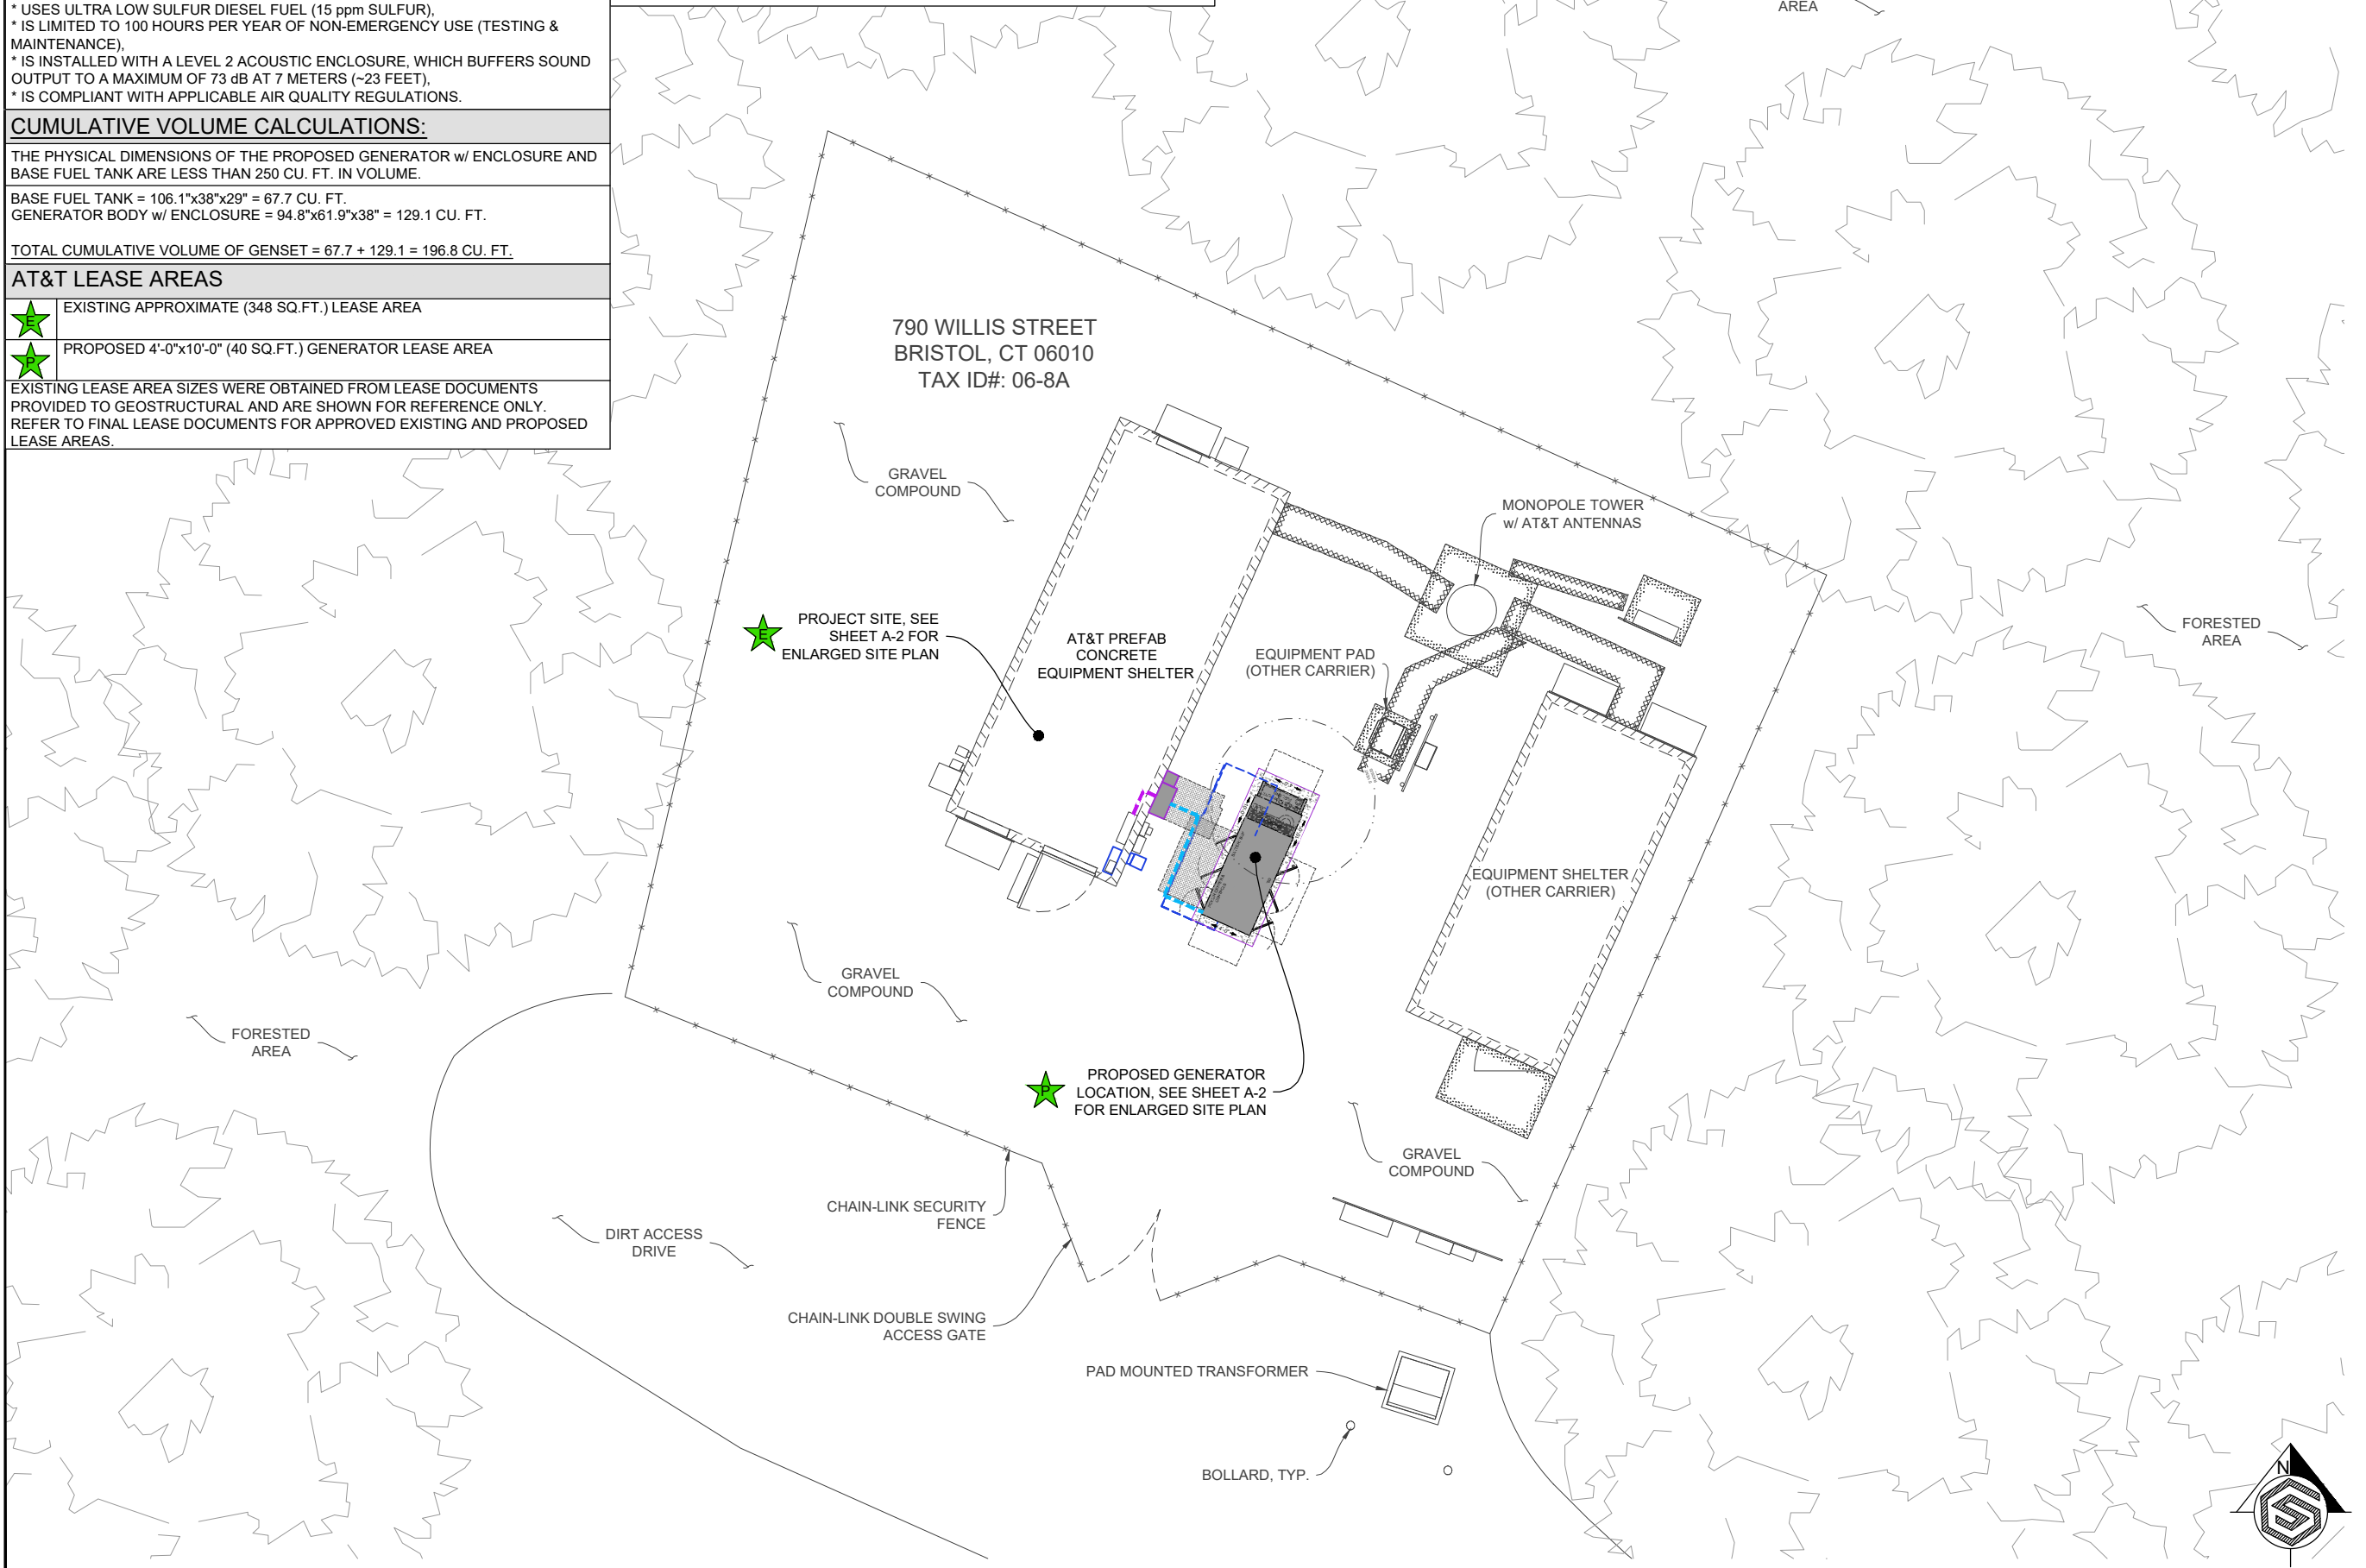 * USES ULTRA LOW SULFUR DIESEL FUEL (15 ppm SULFUR),
* IS LIMITED TO 100 HOURS PER YEAR OF NON-EMERGENCY USE (TESTING &
MAINTENANCE),
* IS INSTALLED WITH A LEVEL 2 ACOUSTIC ENCLOSURE, WHICH BUFFERS SOUND
OUTPUT TO A MAXIMUM OF 73 dB AT 7 METERS (~23 FEET),
* IS COMPLIANT WITH APPLICABLE AIR QUALITY REGULATIONS.
CUMULATIVE VOLUME CALCULATIONS:
THE PHYSICAL DIMENSIONS OF THE PROPOSED GENERATOR w/ ENCLOSURE AND
BASE FUEL TANK ARE LESS THAN 250 CU. FT. IN VOLUME.
BASE FUEL TANK = 106.1"x38"x29" = 67.7 CU. FT.
GENERATOR BODY w/ ENCLOSURE = 94.8"x61.9"x38" = 129.1 CU. FT.
TOTAL CUMULATIVE VOLUME OF GENSET = 67.7 + 129.1 = 196.8 CU. FT.
AT&T LEASE AREAS
E
EXISTING APPROXIMATE (348 SQ.FT.) LEASE AREA
P
PROPOSED 4'-0"x10'-0" (40 SQ.FT.) GENERATOR LEASE AREA
EXISTING LEASE AREA SIZES WERE OBTAINED FROM LEASE DOCUMENTS
PROVIDED TO GEOSTRUCTURAL AND ARE SHOWN FOR REFERENCE ONLY.
REFER TO FINAL LEASE DOCUMENTS FOR APPROVED EXISTING AND PROPOSED
LEASE AREAS.
AREA
790 WILLIS STREET
BRISTOL, CT 06010
TAX ID#: 06-8A
GRAVEL
COMPOUND
MONOPOLE TOWER
w/ AT&T ANTENNAS
E
PROJECT SITE, SEE
SHEET A-2 FOR
ENLARGED SITE PLAN
AT&T PREFAB
CONCRETE
EQUIPMENT SHELTER
EQUIPMENT PAD
(OTHER CARRIER)
FORESTED
AREA
EQUIPMENT SHELTER
(OTHER CARRIER)
GRAVEL
COMPOUND
FORESTED
AREA
P
PROPOSED GENERATOR
LOCATION, SEE SHEET A-2
FOR ENLARGED SITE PLAN
GRAVEL
COMPOUND
CHAIN-LINK SECURITY
FENCE
DIRT ACCESS
DRIVE
CHAIN-LINK DOUBLE SWING
ACCESS GATE
PAD MOUNTED TRANSFORMER
BOLLARD, TYP.
N